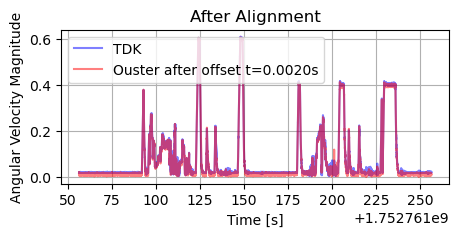 After Alignment
Angular Velocity Magnitude
0.6
0.4
0.2
0.0
TDK
Ouster after offset t=0.0020s
50 75 100 125 150 175 200 225 250
Time [s]
+1.752761e9